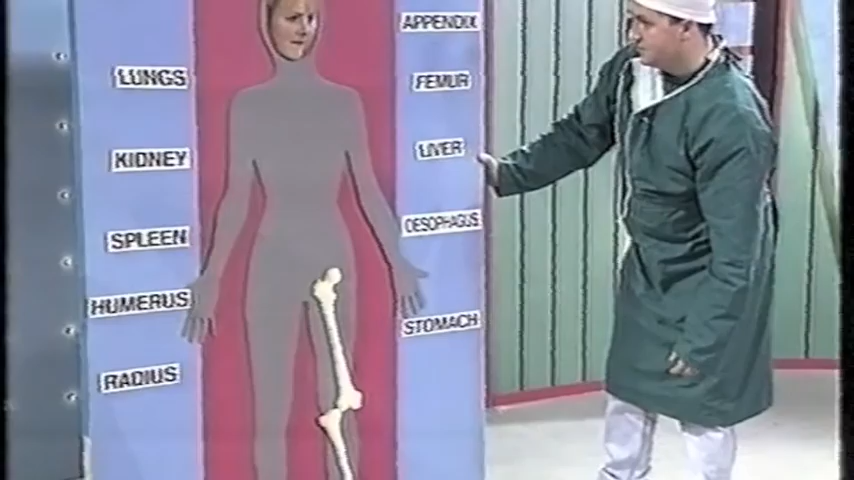 LUNGS
KIDNEY
SPLEEN
HUMERUS
RADIUS
APPENDIX
FEMUR
LIVER
OESOPHAGUS
STOMACH